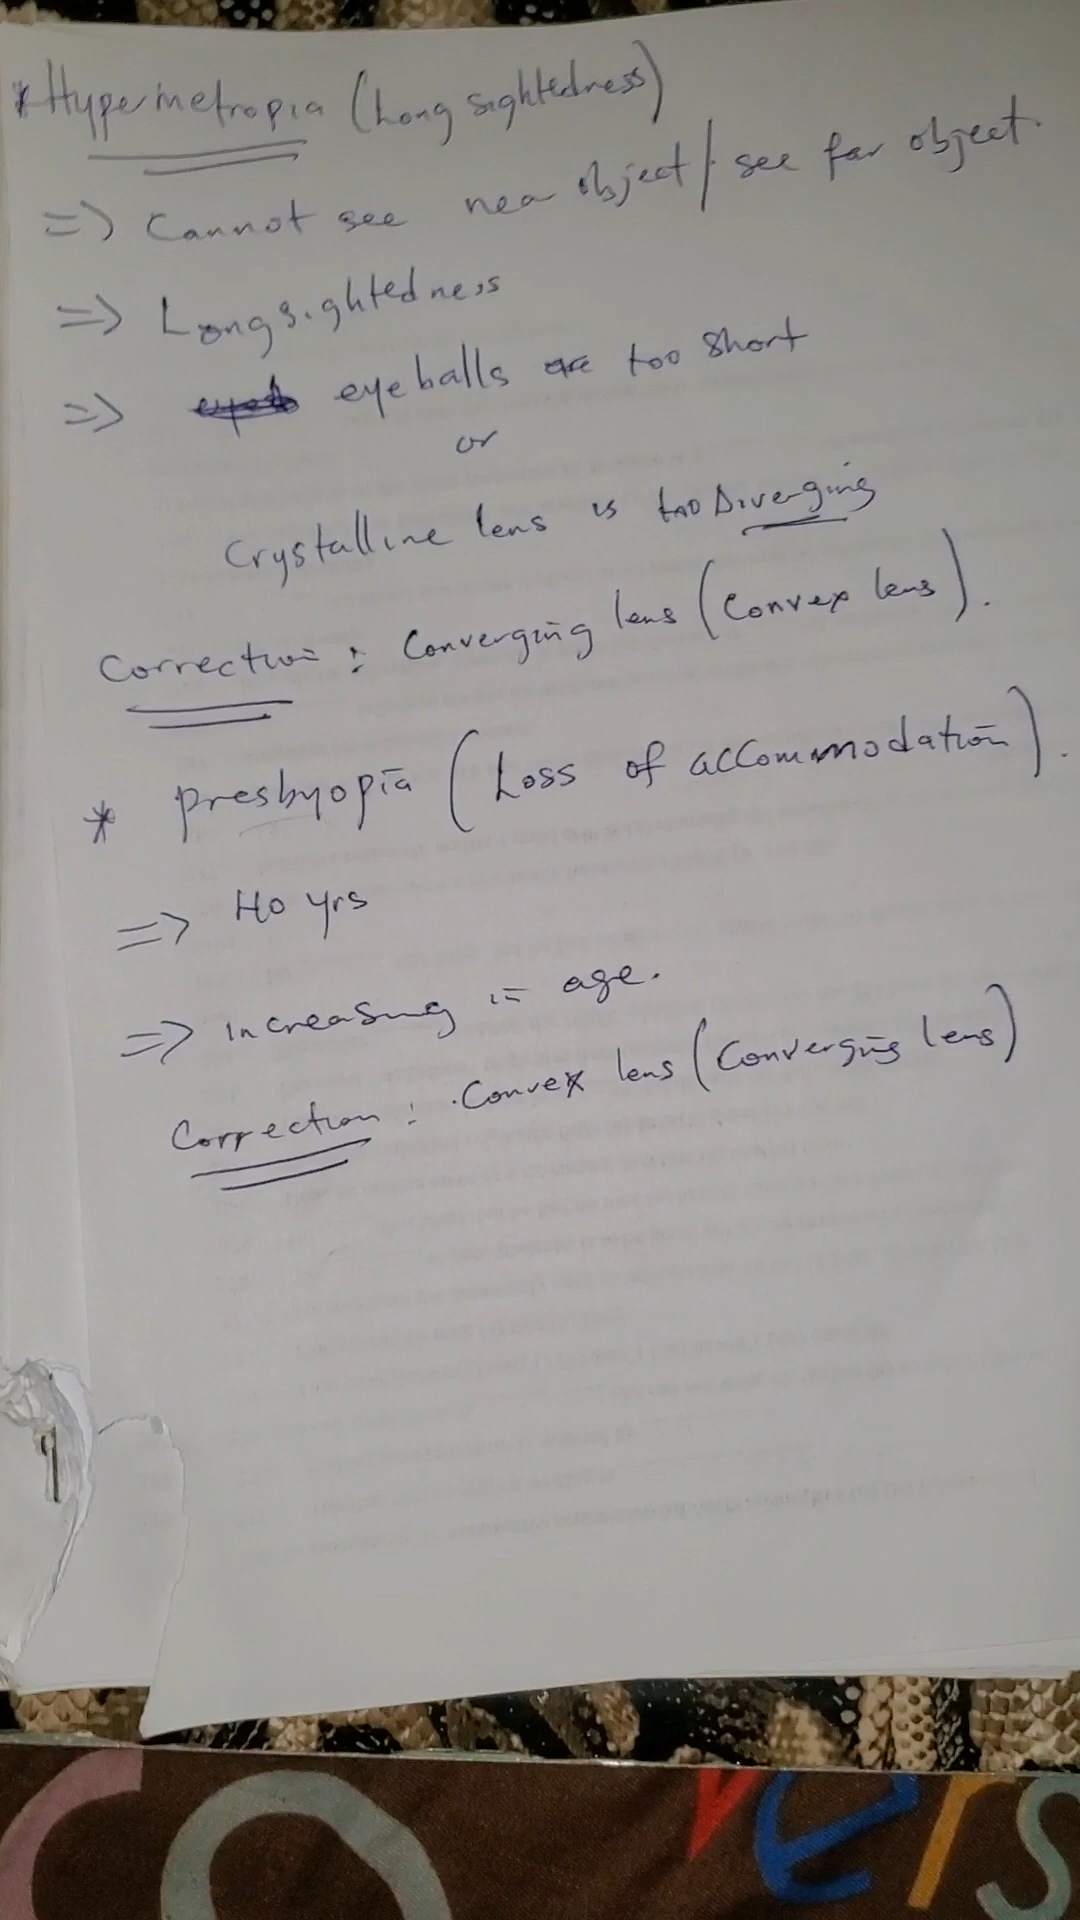 * Hypermetropia (Long sightedness)
=> Cannot see near object / see far object.
=> Longsightedness
=> eyeballs are too short
or
Crystalline lens is too Diverging
Correction : Converging lens (Convex lens).
* presbyopia (Loss of accommodation).
=> 40 yrs
=> increasing in age.
Correction : Convex lens (Converging lens)
co vers